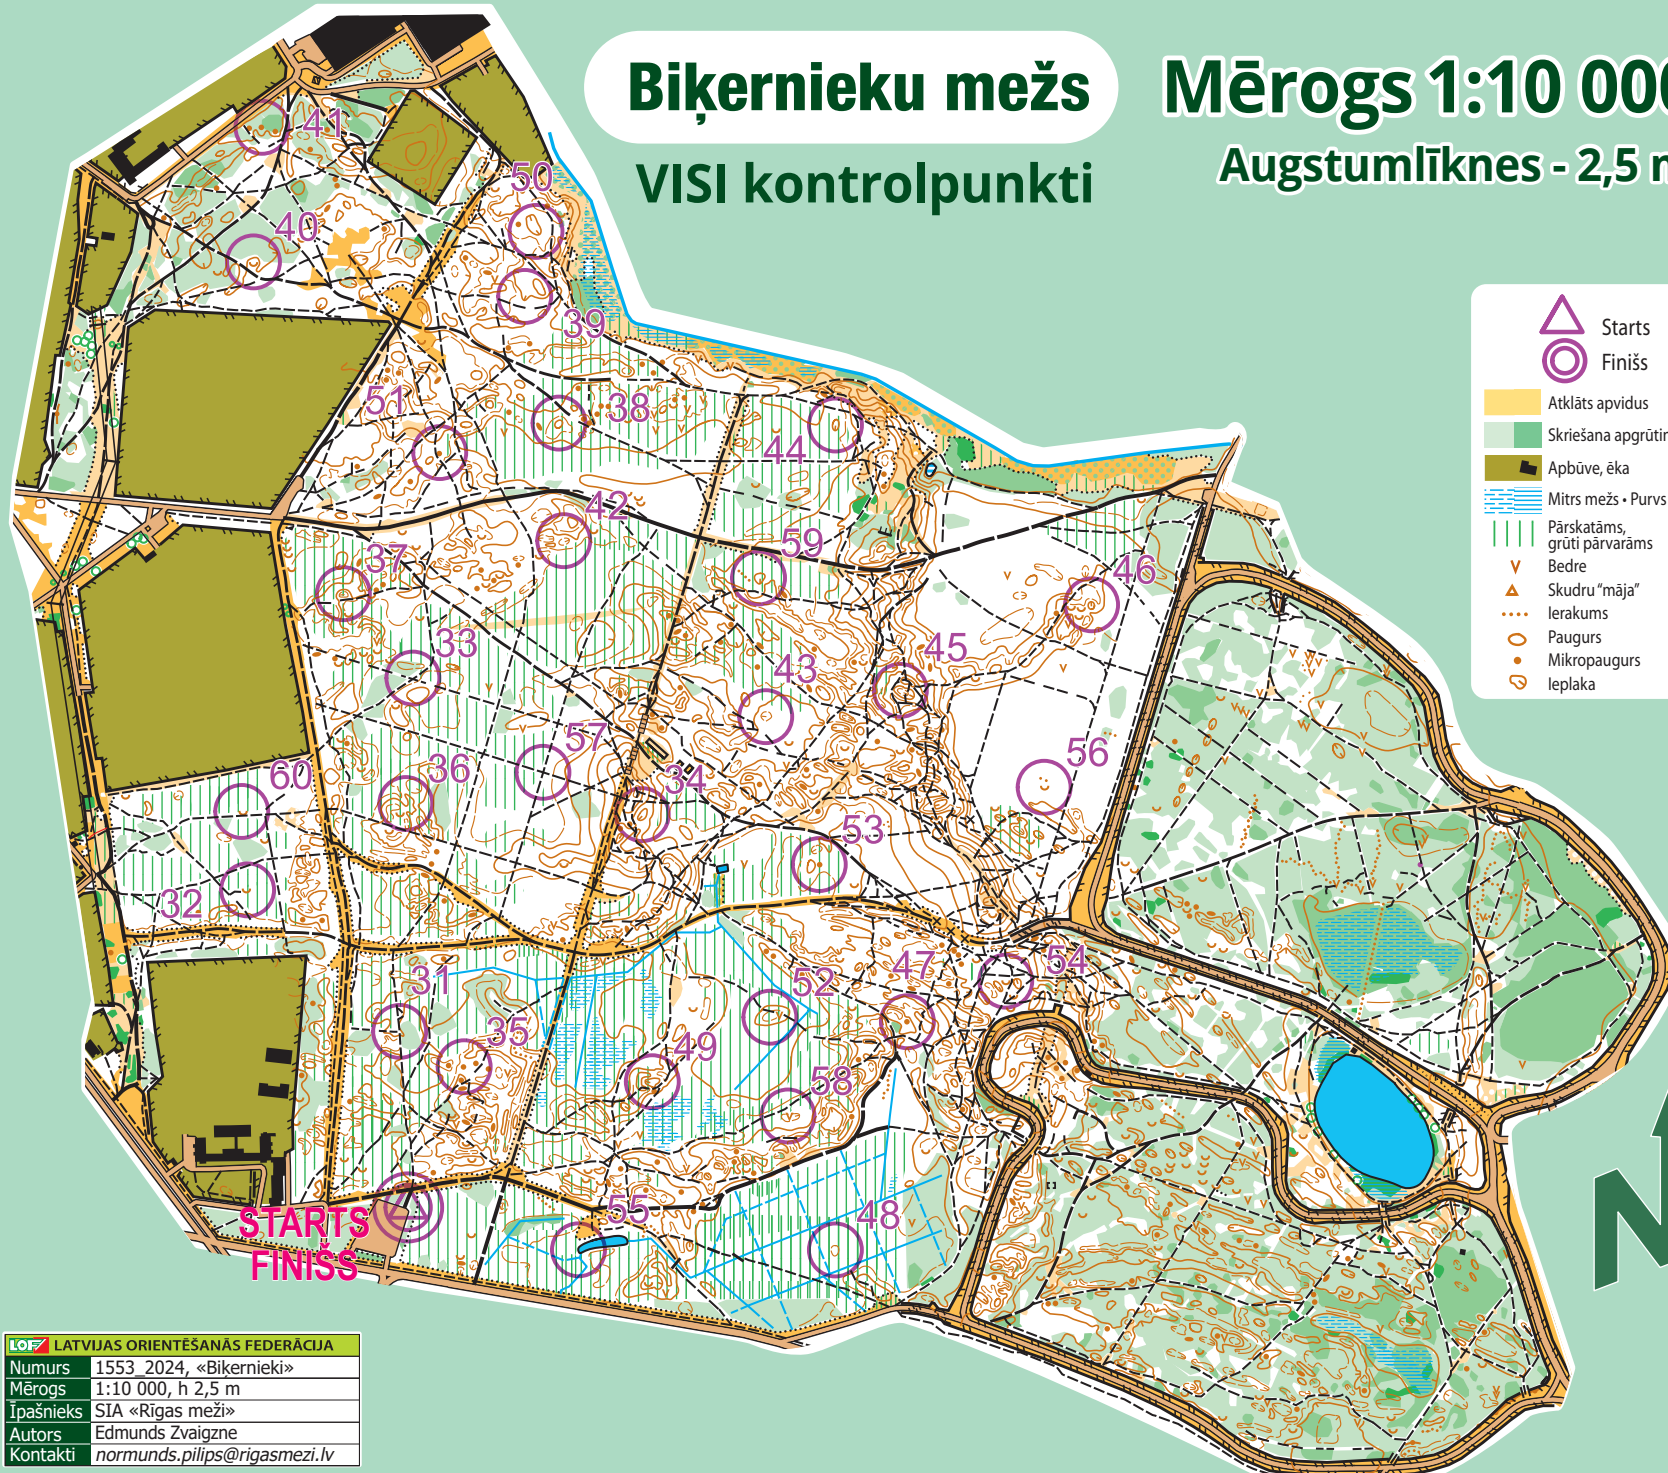 Biķernieku mežs
VISI kontrolpunkti
Mērogs 1:10 000
Augstumlīknes - 2,5 m
Starts
Finišs
Atklāts apvidus
Skriešana
Apbūve, ēka
Mitrs mežs • Purvs
Pārskatāms,
grūti pārvarāms
Bedre
Skudru "māja"
Ierakums
Paugurs
Mikropaugurs
Ieplaka
41
50
40
39
51
38
44
42
59
37
46
33
45
43
57
56
60
36
34
53
32
31
52
47
54
35
49
58
55
48
STARTS
FINIŠS
N
LOF LATVIJAS ORIENTĒŠANĀS FEDERĀCIJA
Numurs 1553_2024, «Biķernieki»
Mērogs 1:10 000, h 2,5 m
Īpašnieks SIA «Rīgas meži»
Autors Edmunds Zvaigzne
Kontakti normunds.pilips@rigasmezi.lv